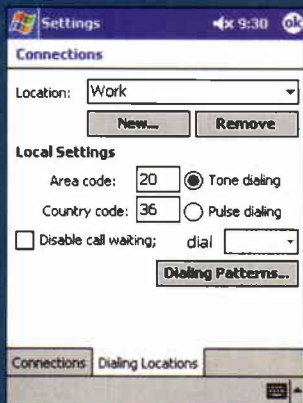 Settings 9:30 ok
Connections
Location: Work
New... Remove
Local Settings
Area code: 20 Tone dialing
Country code: 36 Pulse dialing
Disable call waiting; dial
Dialing Patterns...
Connections Dialing Locations